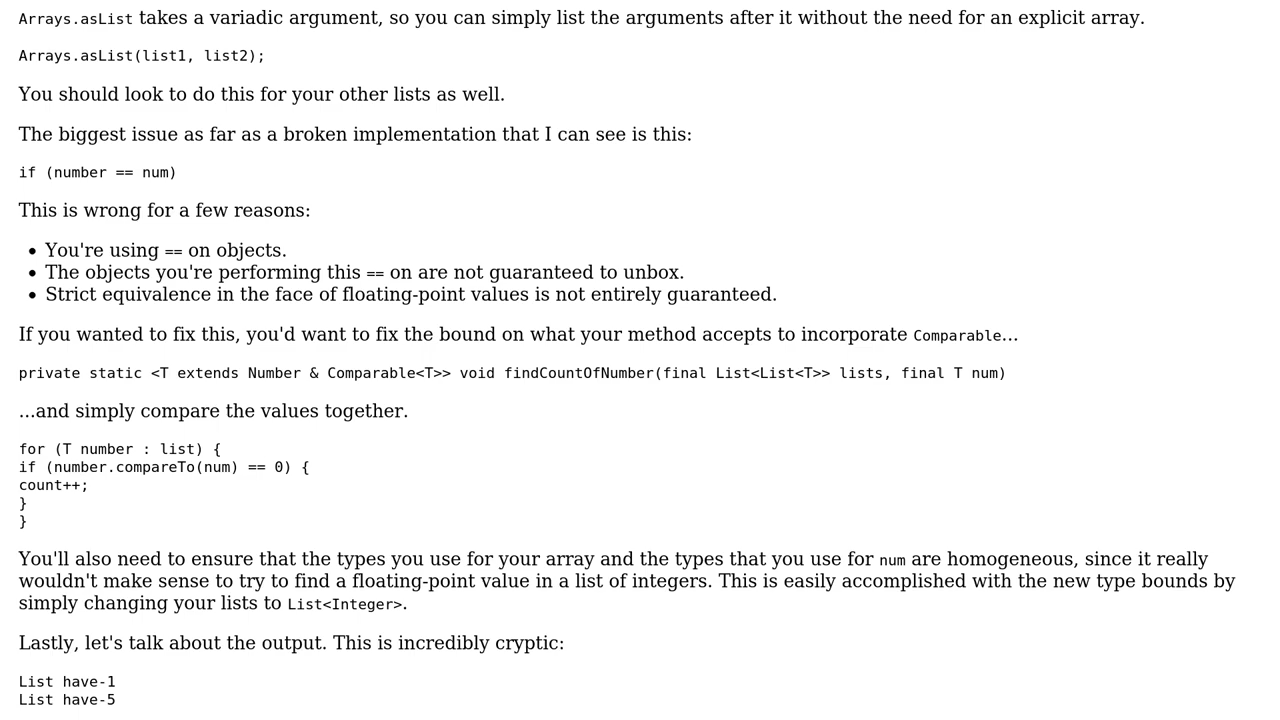 Arrays.asList takes a variadic argument, so you can simply list the arguments after it without the need for an explicit array.
Arrays.asList(list1, list2);
You should look to do this for your other lists as well.
The biggest issue as far as a broken implementation that I can see is this:
if (number == num)
This is wrong for a few reasons:
• You're using == on objects.
• The objects you're performing this == on are not guaranteed to unbox.
• Strict equivalence in the face of floating-point values is not entirely guaranteed.
If you wanted to fix this, you'd want to fix the bound on what your method accepts to incorporate Comparable...
private static <T extends Number & Comparable<T>> void findCountOfNumber(final List<List<T>> lists, final T num)
...and simply compare the values together.
for (T number : list) {
if (number.compareTo(num) == 0) {
count++;
}
}
You'll also need to ensure that the types you use for your array and the types that you use for num are homogeneous, since it really
wouldn't make sense to try to find a floating-point value in a list of integers. This is easily accomplished with the new type bounds by
simply changing your lists to List<Integer>.
Lastly, let's talk about the output. This is incredibly cryptic:
List have-1
List have-5